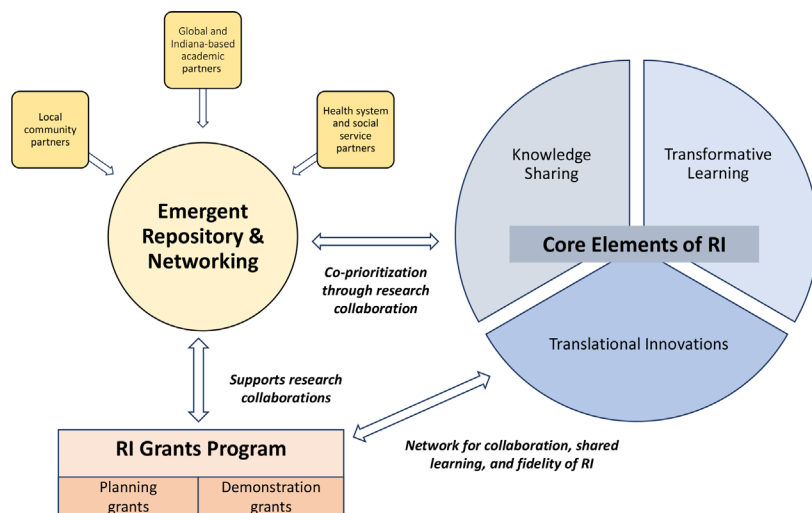 Global and
Indiana-based
academic
partners
Local
community
partners
Health system
and social
service
partners
Emergent
Repository &
Networking
Knowledge
Sharing
Transformative
Learning
Core Elements of RI
Translational Innovations
Co-prioritization
through research
collaboration
Supports research
collaborations
Network for collaboration, shared
learning, and fidelity of RI
RI Grants Program
Planning
grants
Demonstration
grants